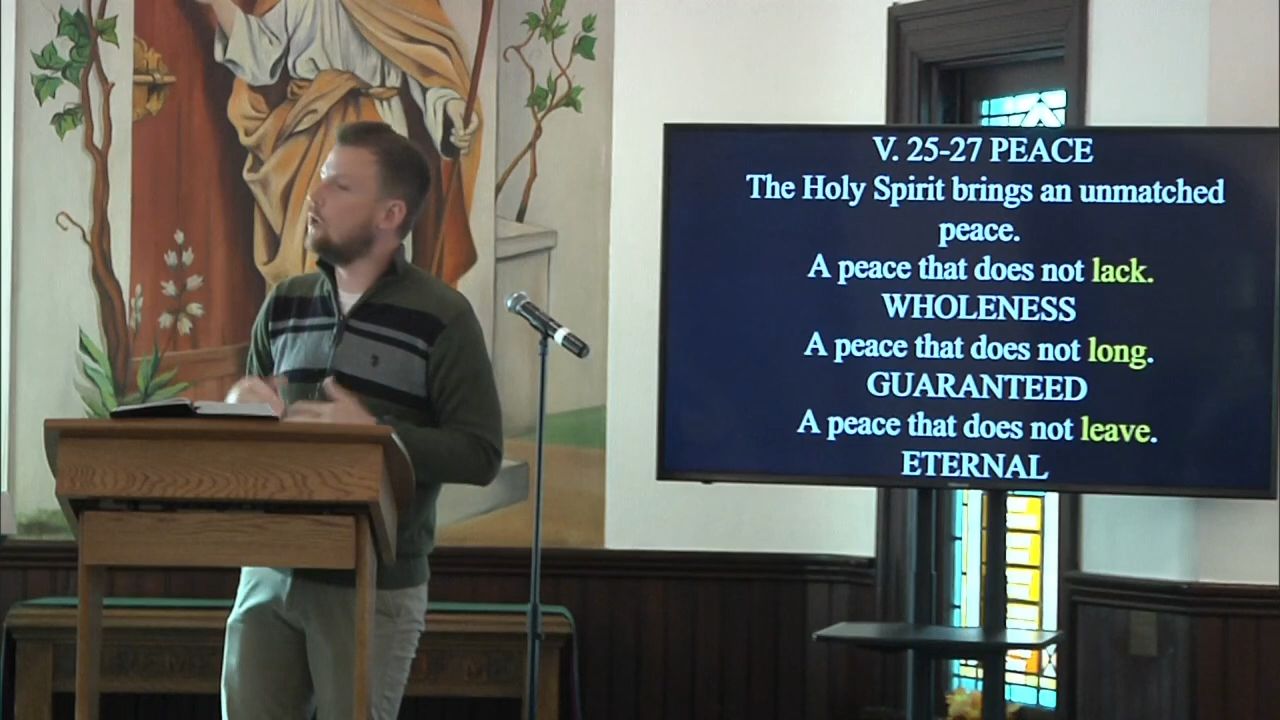 V. 25-27 PEACE
The Holy Spirit brings an unmatched
peace.
A peace that does not lack.
WHOLENESS
A peace that does not long.
GUARANTEED
A peace that does not leave.
ETERNAL